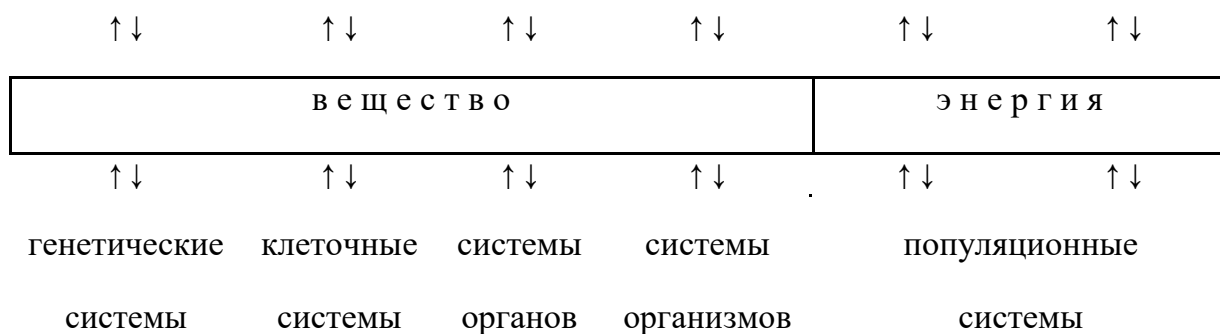 ↑↓ ↑↓ ↑↓ ↑↓ ↑↓ ↑↓
в е щ е с т в о э н е р г и я
↑↓ ↑↓ ↑↓ ↑↓ . ↑↓ ↑↓
генетические клеточные системы системы популяционные
системы системы органов организмов системы